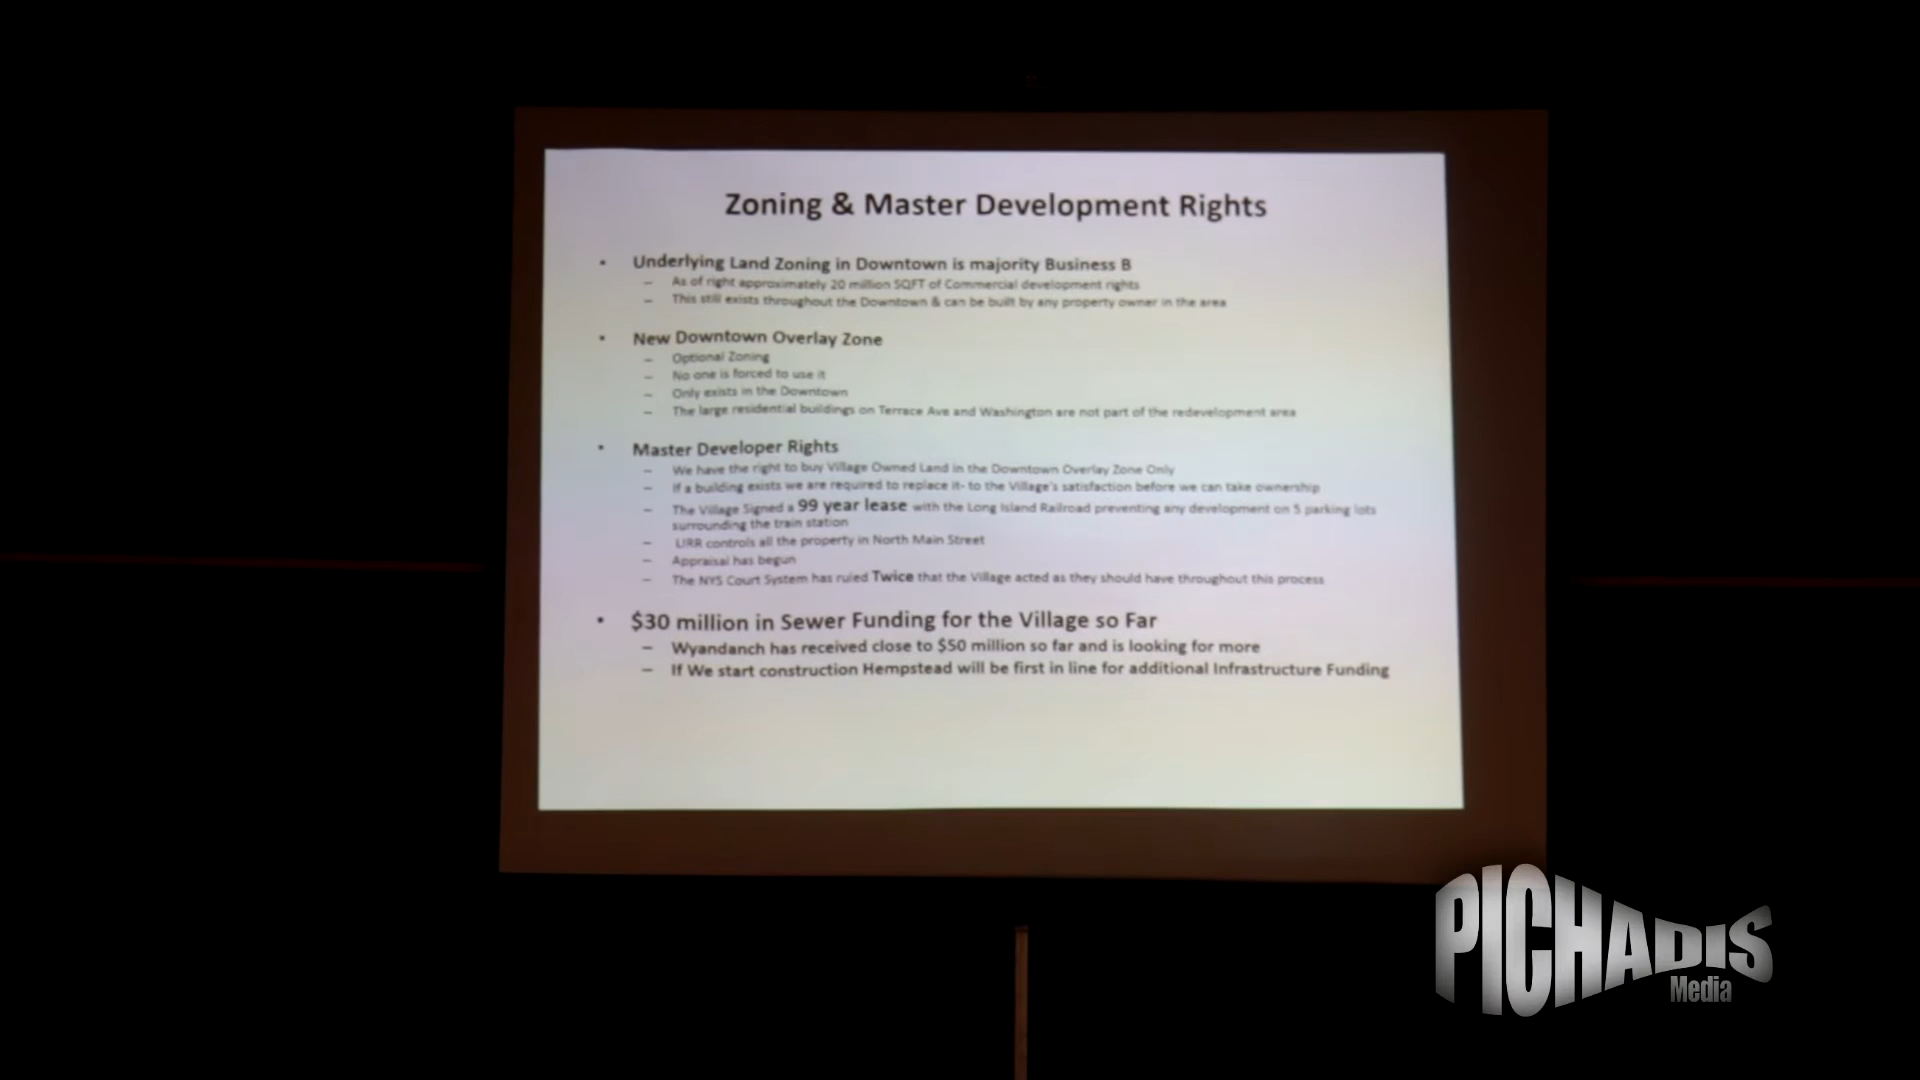 Zoning & Master Development Rights
• Underlying Land Zoning in Downtown is majority Business B
– As of right approximately 20 million SQFT of Commercial development rights
– This still exists throughout the Downtown & can be built by any property owner in the area
• New Downtown Overlay Zone
– Optional Zoning
– No one is forced to use it
– Only exists in the Downtown
– The large residential buildings on Terrace Ave and Washington are not part of the redevelopment area
• Master Developer Rights
– We have the right to buy Village Owned Land in the Downtown Overlay Zone Only
– If a building exists we are required to replace it- to the Village's satisfaction before we can take ownership
– The Village Signed a 99 year lease with the Long Island Railroad preventing any development on 5 parking lots
surrounding the train station
– LIRR controls all the property in North Main Street
– Appraisal has begun
– The NYS Court System has ruled Twice that the Village acted as they should have throughout this process
• $30 million in Sewer Funding for the Village so Far
– Wyandanch has received close to $50 million so far and is looking for more
– If We start construction Hempstead will be first in line for additional Infrastructure Funding
PICHADIS
Media